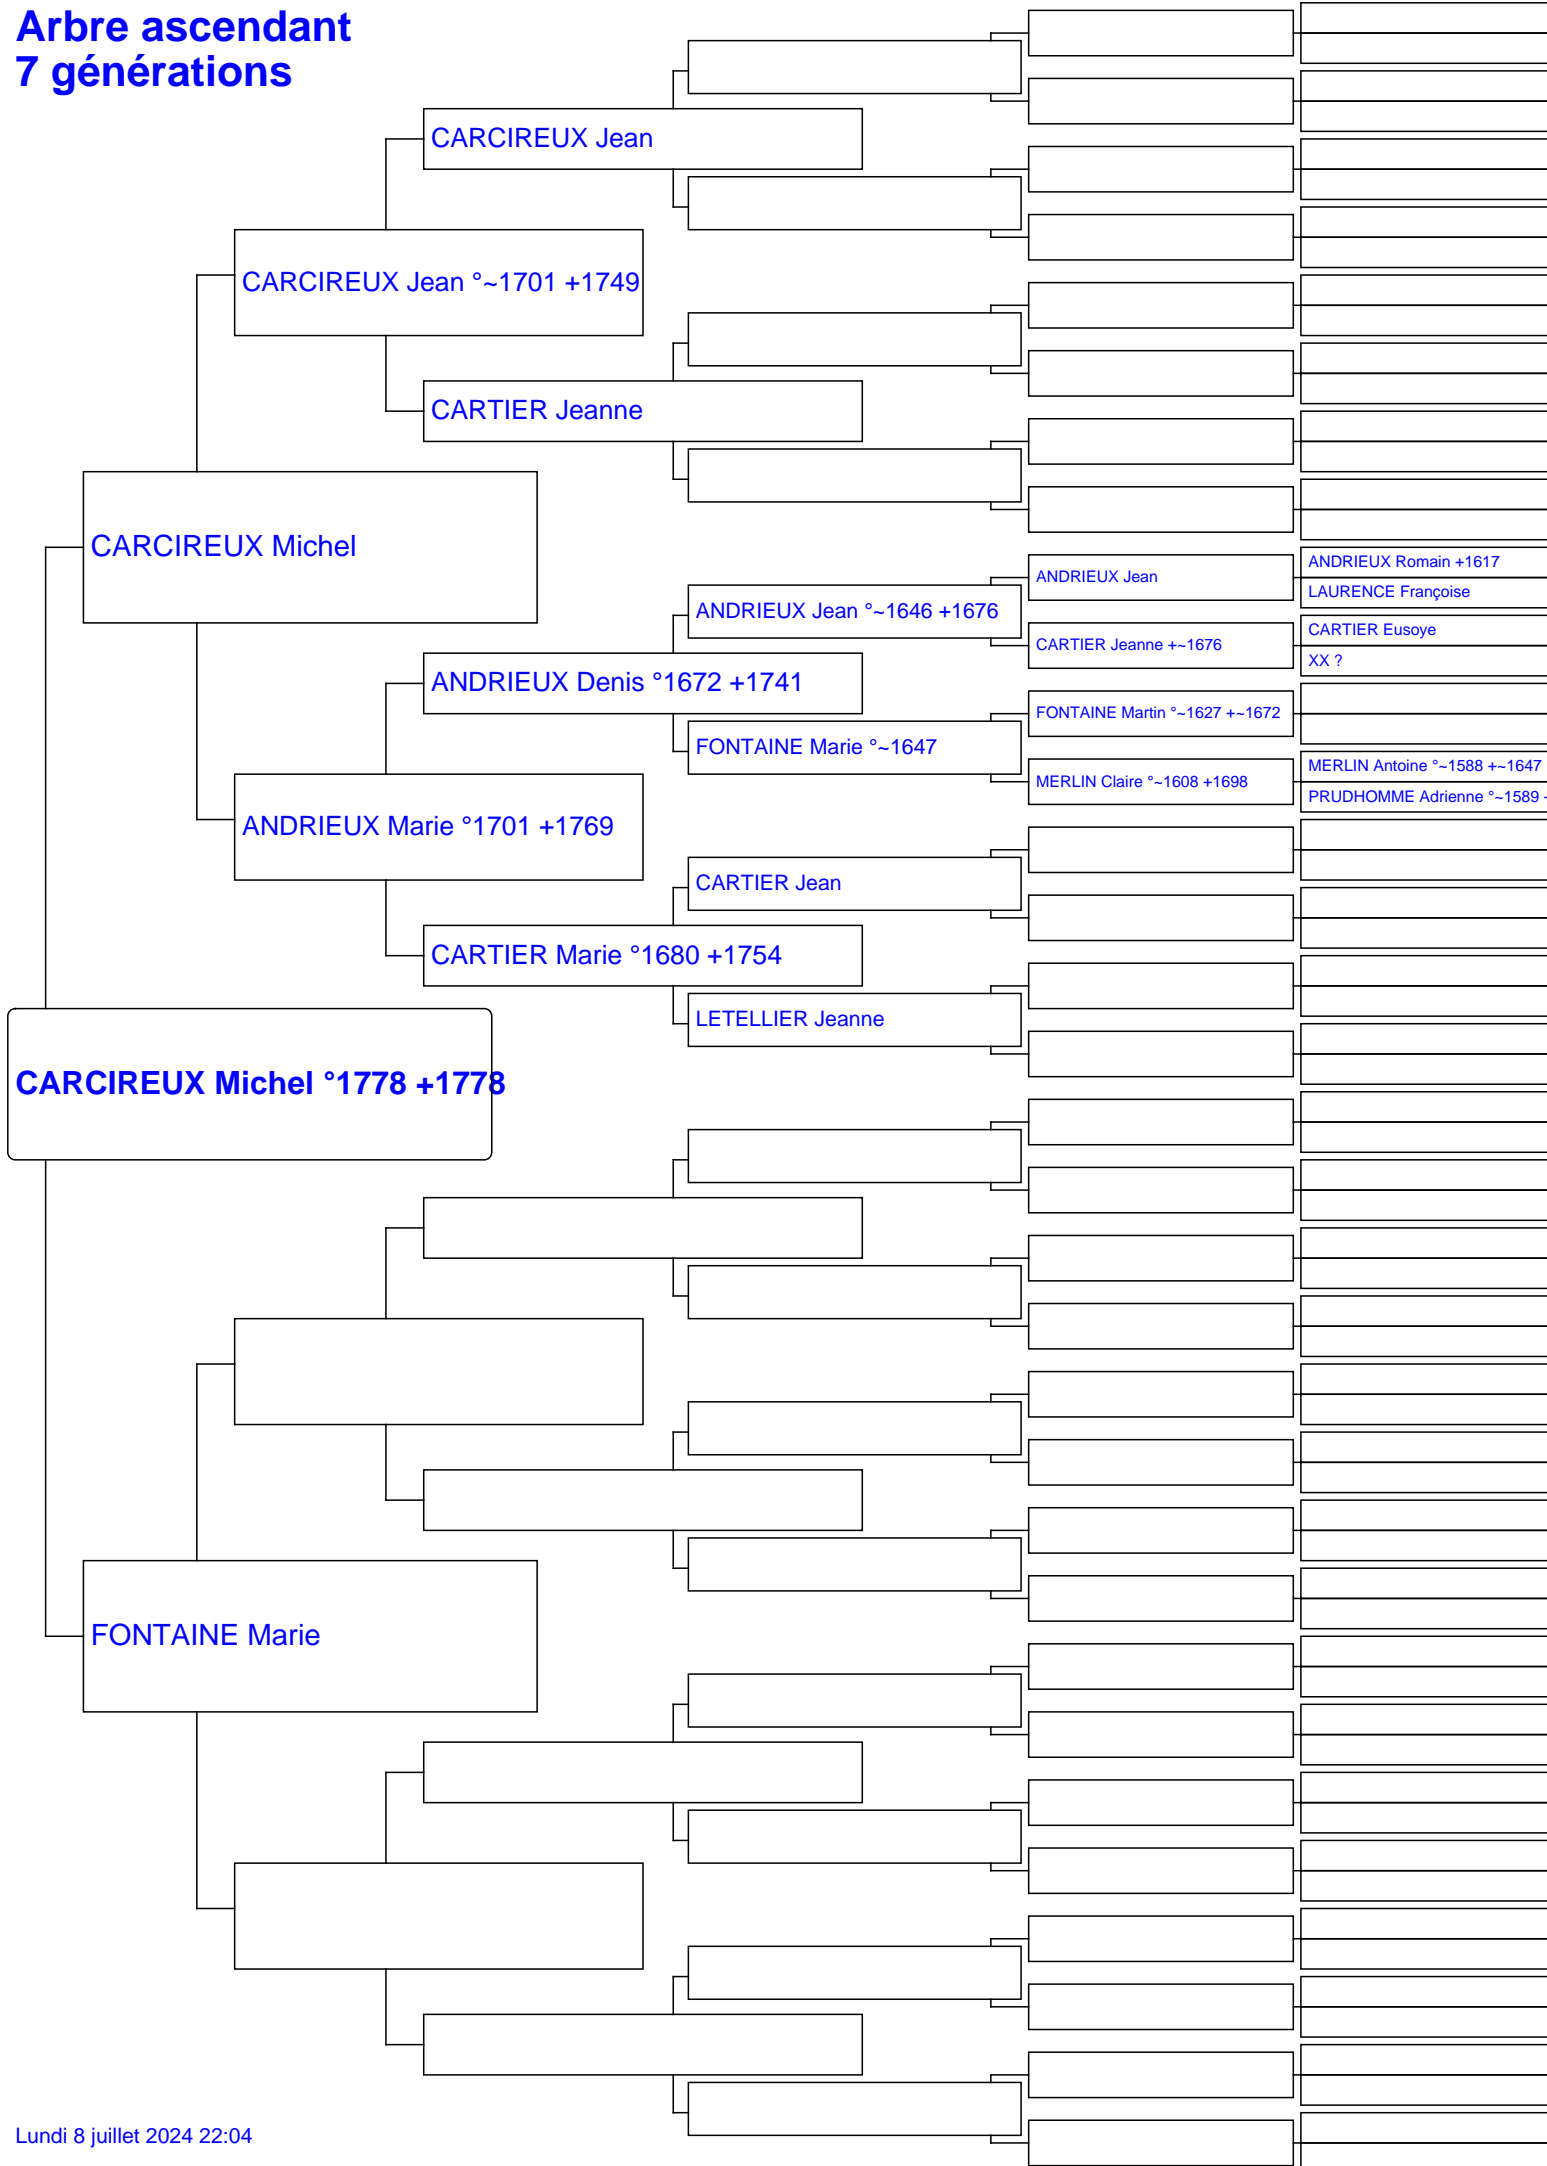 Arbre ascendant
7 générations
CARCIREUX Jean
CARCIREUX Jean °~1701 +1749
CARTIER Jeanne
CARCIREUX Michel
ANDRIEUX Romain +1617
ANDRIEUX Jean
LAURENCE Françoise
ANDRIEUX Jean °~1646 +1676
CARTIER Eusoye
CARTIER Jeanne +~1676
XX ?
ANDRIEUX Denis °1672 +1741
FONTAINE Martin °~1627 +~1672
FONTAINE Marie °~1647
MERLIN Antoine °~1588 +~1647
MERLIN Claire °~1608 +1698
PRUDHOMME Adrienne °~1589 -
ANDRIEUX Marie °1701 +1769
CARTIER Jean
CARTIER Marie °1680 +1754
LETELLIER Jeanne
CARCIREUX Michel °1778 +1778
FONTAINE Marie
Lundi 8 juillet 2024 22:04